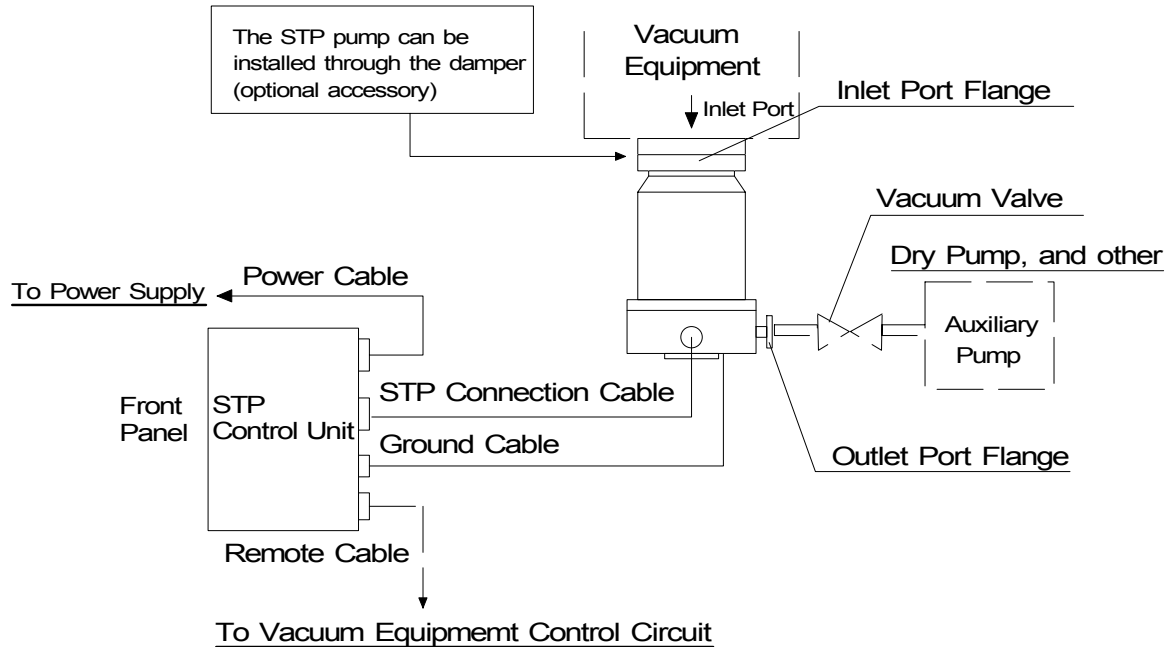 The STP pump can be
installed through the damper
(optional accessory)
Vacuum
Equipment
Inlet Port
Inlet Port Flange
Vacuum Valve
Dry Pump, and other
Auxiliary
Pump
Outlet Port Flange
Power Cable
To Power Supply
STP Connection Cable
Front
Panel
STP
Control Unit
Ground Cable
Remote Cable
To Vacuum Equipmemt Control Circuit